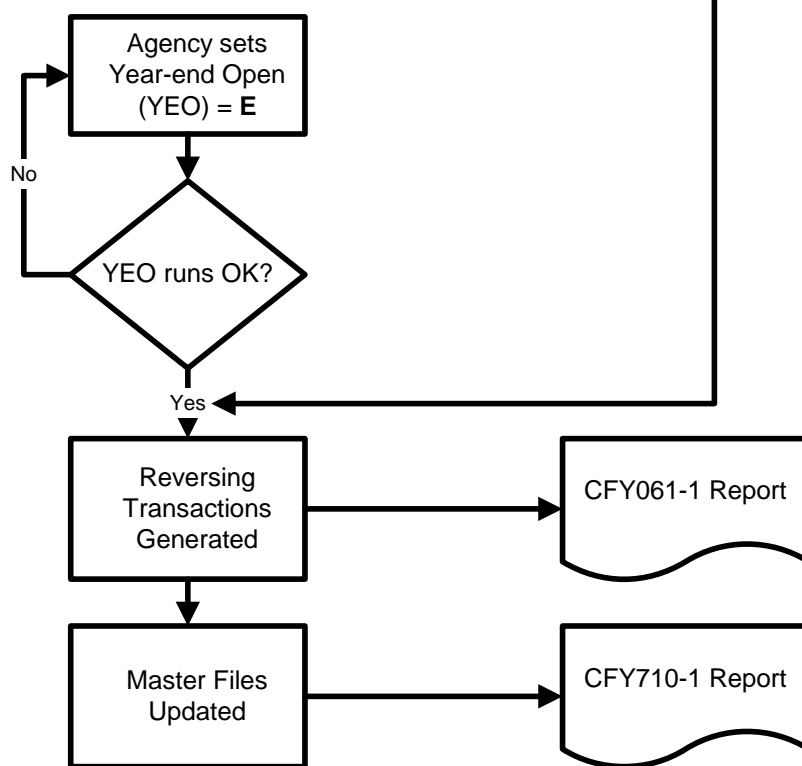 Agency sets
Year-end Open
(YEO) = E
No
YEO runs OK?
Yes
Reversing
Transactions
Generated
CFY061-1 Report
Master Files
Updated
CFY710-1 Report